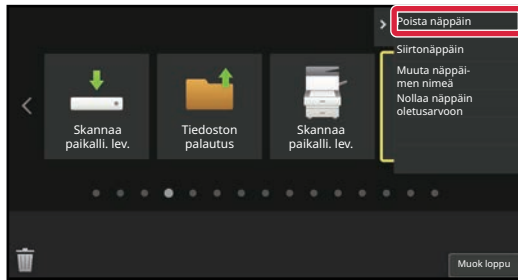 Poista näppäin
Siirtonäppäin
Muuta näppäi-
men nimeä
Nollaa näppäin
oletusarvoon
Skannaa
paikalli. lev.
Tiedoston
palautus
Skannaa
paikalli. lev.
Muok loppu